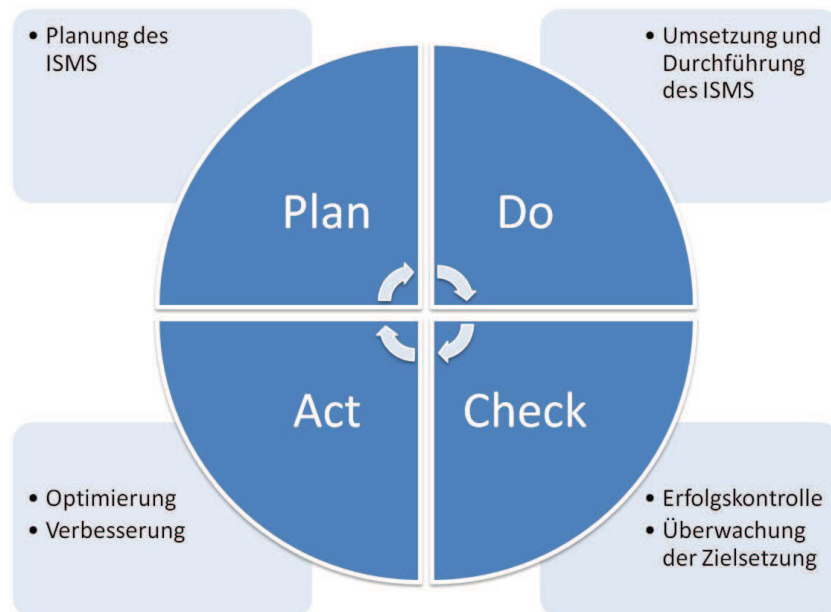 • Planung des
ISMS
• Umsetzung und
Durchführung
des ISMS
Plan
Do
Act
Check
• Optimierung
• Verbesserung
• Erfolgskontrolle
• Überwachung
der Zielsetzung